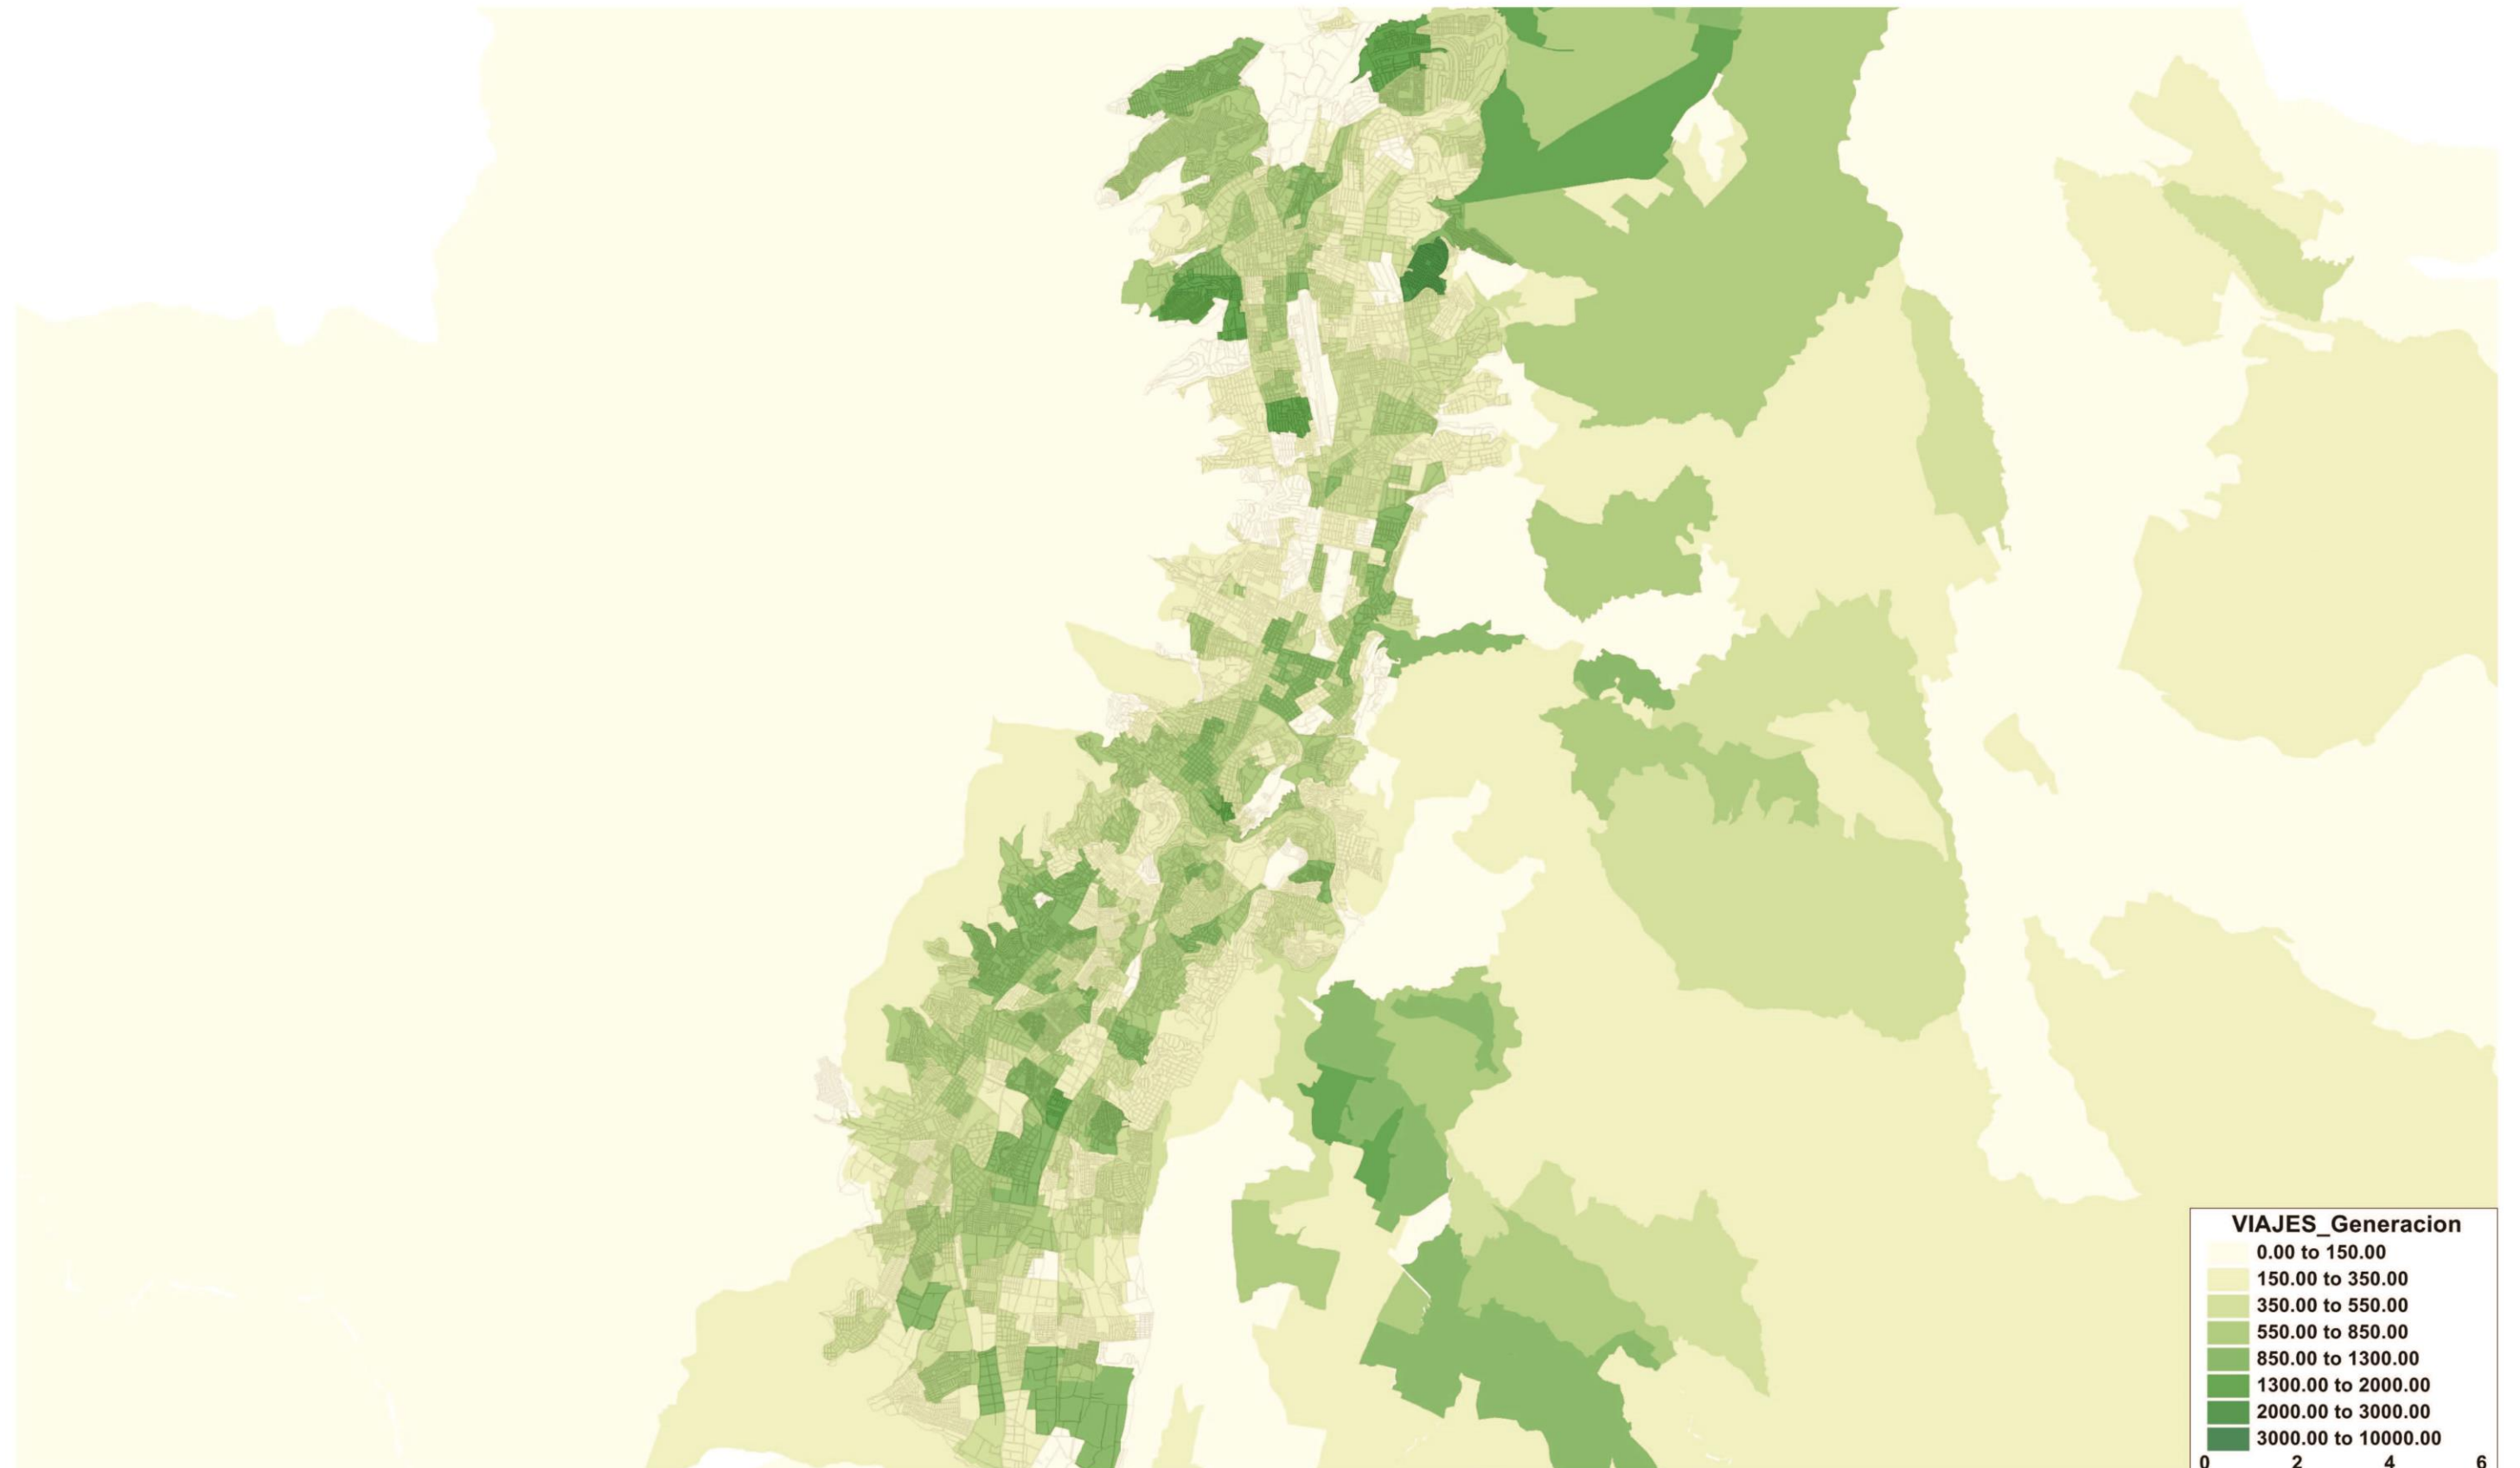 VIAJES_Generacion
0.00 to 150.00
150.00 to 350.00
350.00 to 550.00
550.00 to 850.00
850.00 to 1300.00
1300.00 to 2000.00
2000.00 to 3000.00
3000.00 to 10000.00
0 2 4 6